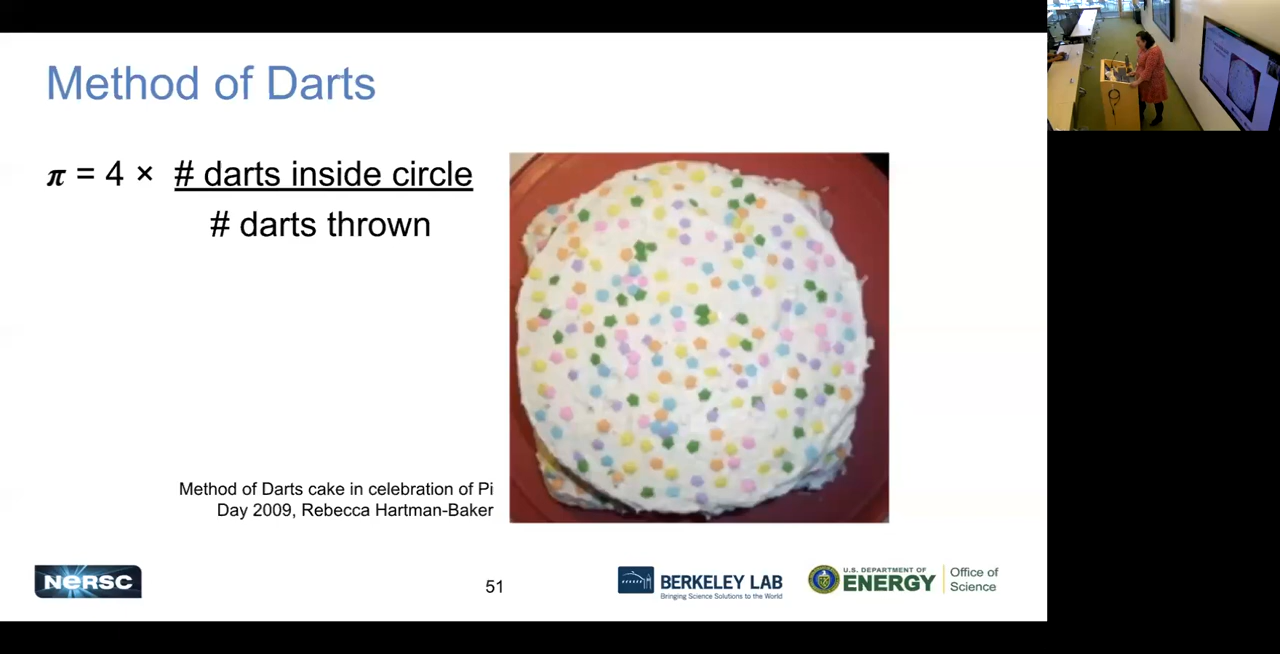 Method of Darts
π = 4 × # darts inside circle
# darts thrown
Method of Darts cake in celebration of Pi
Day 2009, Rebecca Hartman-Baker
NERSC
51
BERKELEY LAB
Bringing Science Solutions to the World
U.S. DEPARTMENT OF
ENERGY
Office of
Science